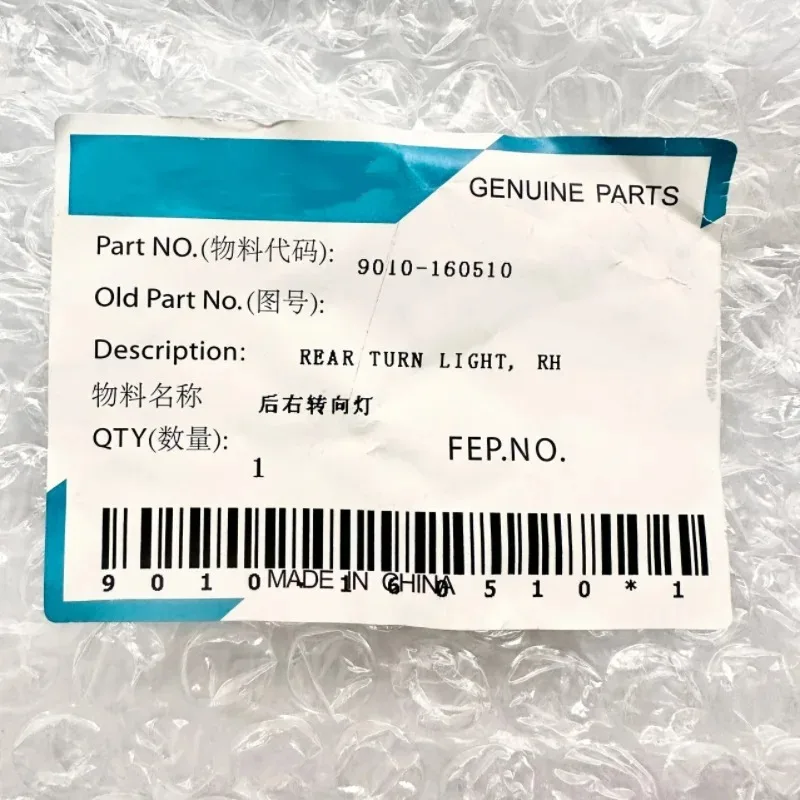 GENUINE PARTS
Part NO.(物料代码): 9010-160510
Old Part No.(图号):
Description: REAR TURN LIGHT, RH
物料名称 后右转向灯
QTY(数量): 1
FEP.NO.
9010-160510*1
MADE IN CHINA